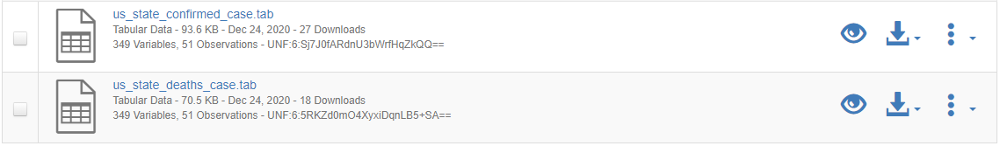 us_state_confirmed_case.tab
Tabular Data - 93.6 KB - Dec 24, 2020 - 27 Downloads
349 Variables, 51 Observations - UNF:6:Sj7J0fARdnU3bWrfHqZkQQ==
us_state_deaths_case.tab
Tabular Data - 70.5 KB - Dec 24, 2020 - 18 Downloads
349 Variables, 51 Observations - UNF:6:5RKZd0mO4XyxiDqnLB5+SA==